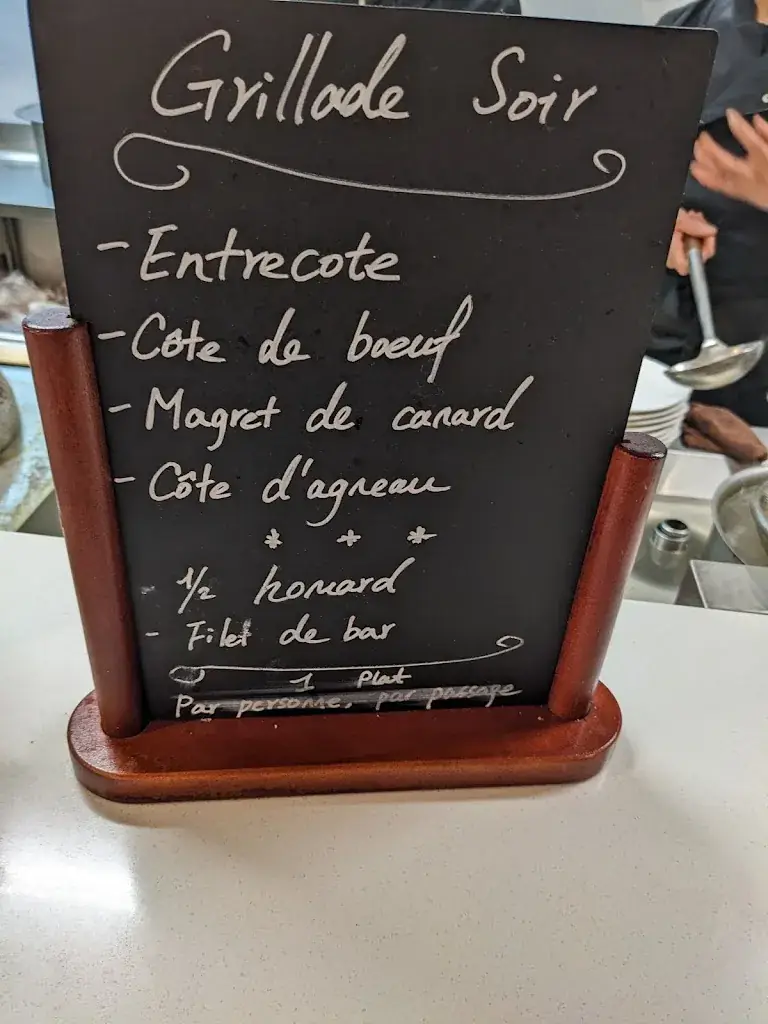 Grillade Soir
- Entrecote
- Côte de boeuf
- Magret de canard
- Côte d'agneau
* * *
1/2 homard
- Filet de bar
1 Plat
Par personne, par passage